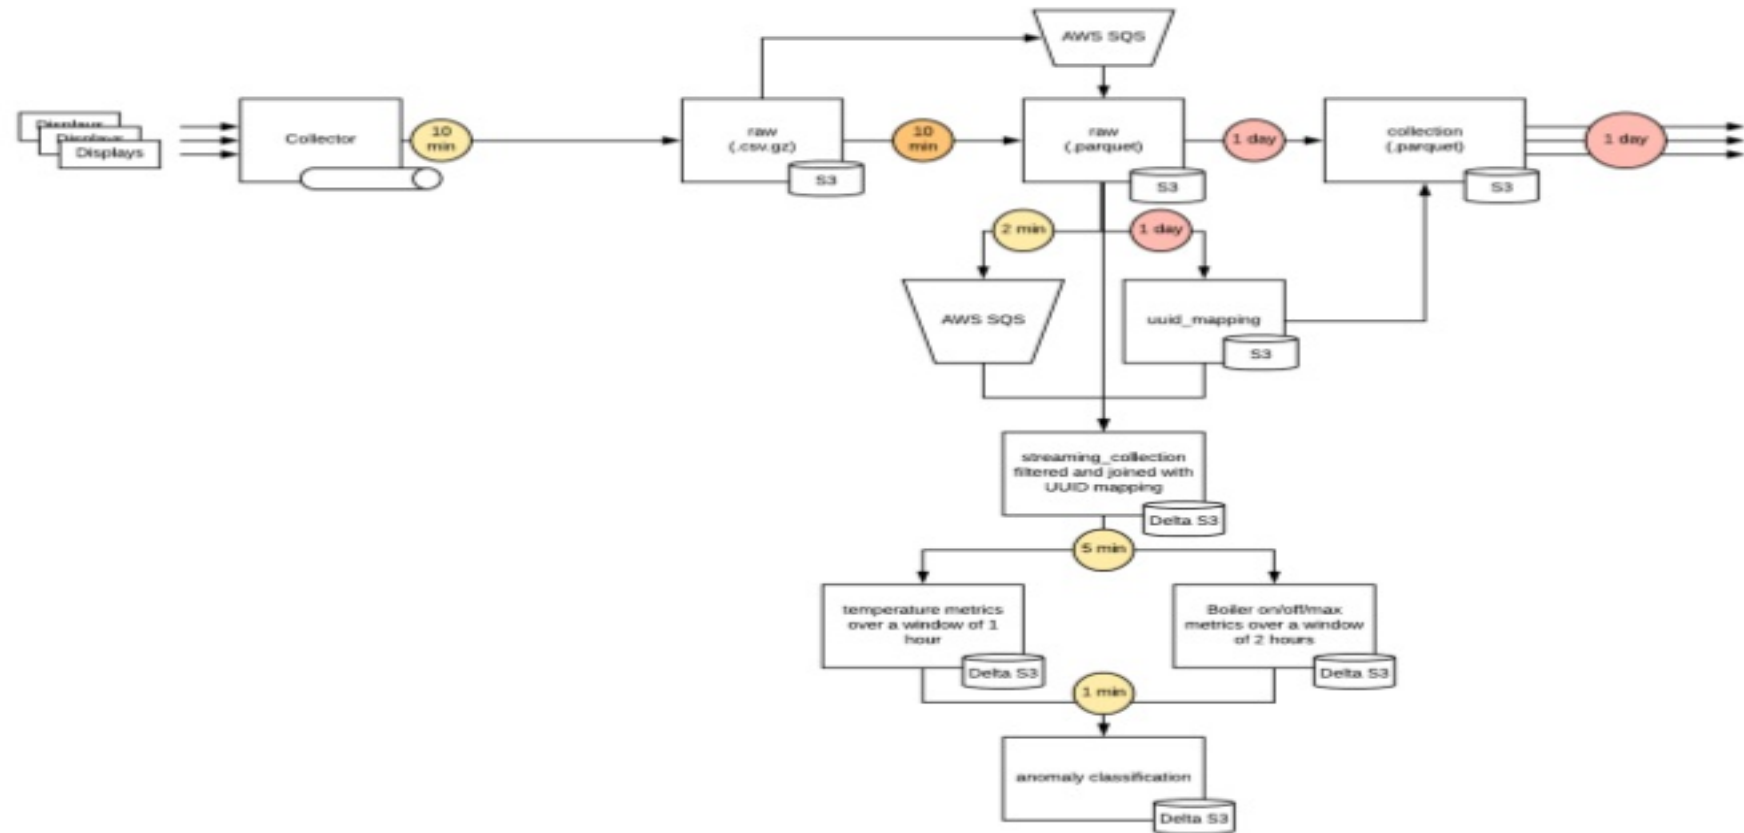 AWS SQS
Displays
Displays
Displays
Collector
10
min
raw
(.csv.gz)
S3
10
min
raw
(.parquet)
S3
1 day
collection
(.parquet)
S3
1 day
2 min
1 day
AWS SQS
uuid_mapping
S3
streaming_collection
filtered and joined with
UUID mapping
Delta S3
5 min
temperature metrics
over a window of 1
hour
Delta S3
Boiler on/off/max
metrics over a window
of 2 hours
Delta S3
1 min
anomaly classification
Delta S3